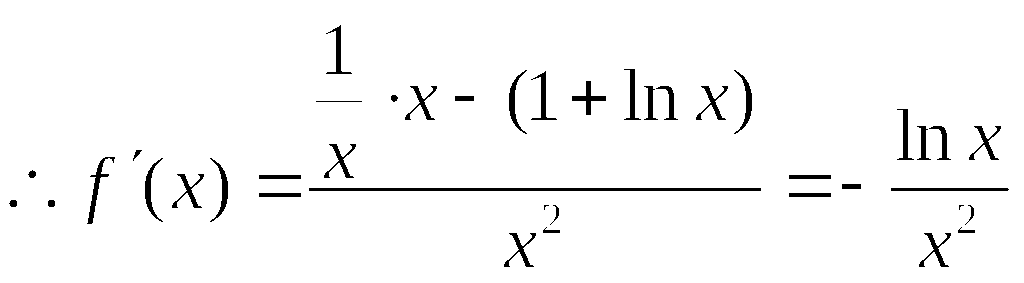 ∴ f′(x) = (1/x · x - (1 + ln x))/x² = - ln x/x²